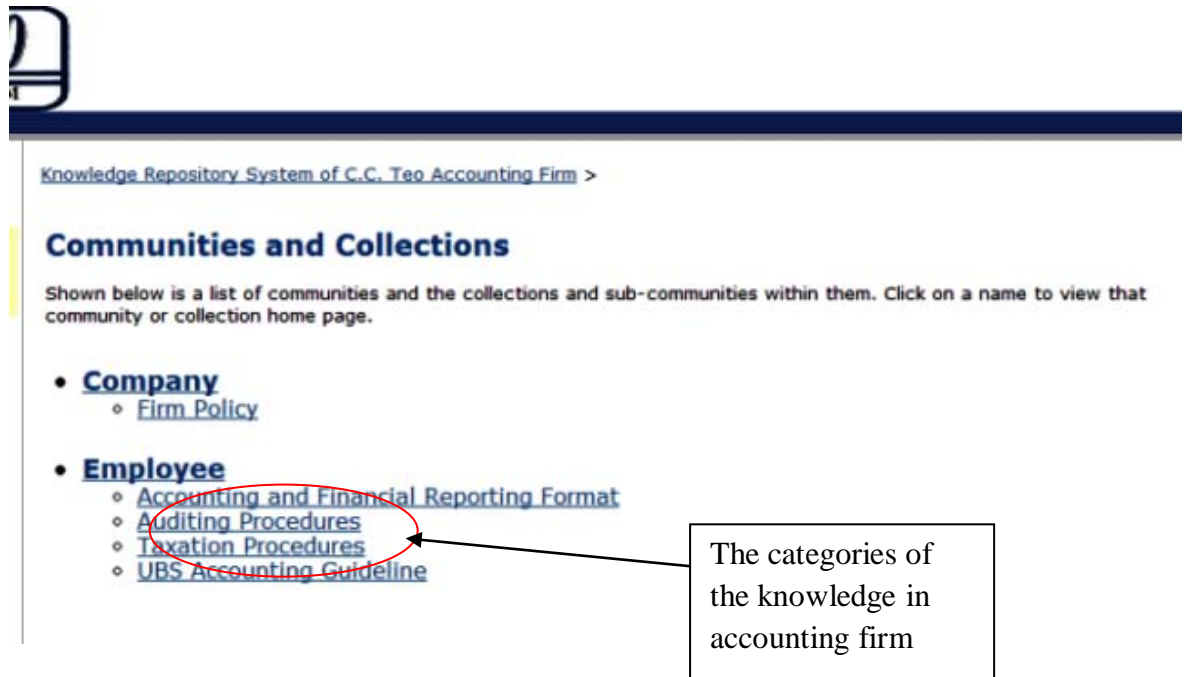 Knowledge Repository System of C.C. Teo Accounting Firm >
Communities and Collections
Shown below is a list of communities and the collections and sub-communities within them. Click on a name to view that
community or collection home page.
Company
Firm Policy
Employee
Accounting and Financial Reporting Format
Auditing Procedures
Taxation Procedures
UBS Accounting Guideline
The categories of
the knowledge in
accounting firm